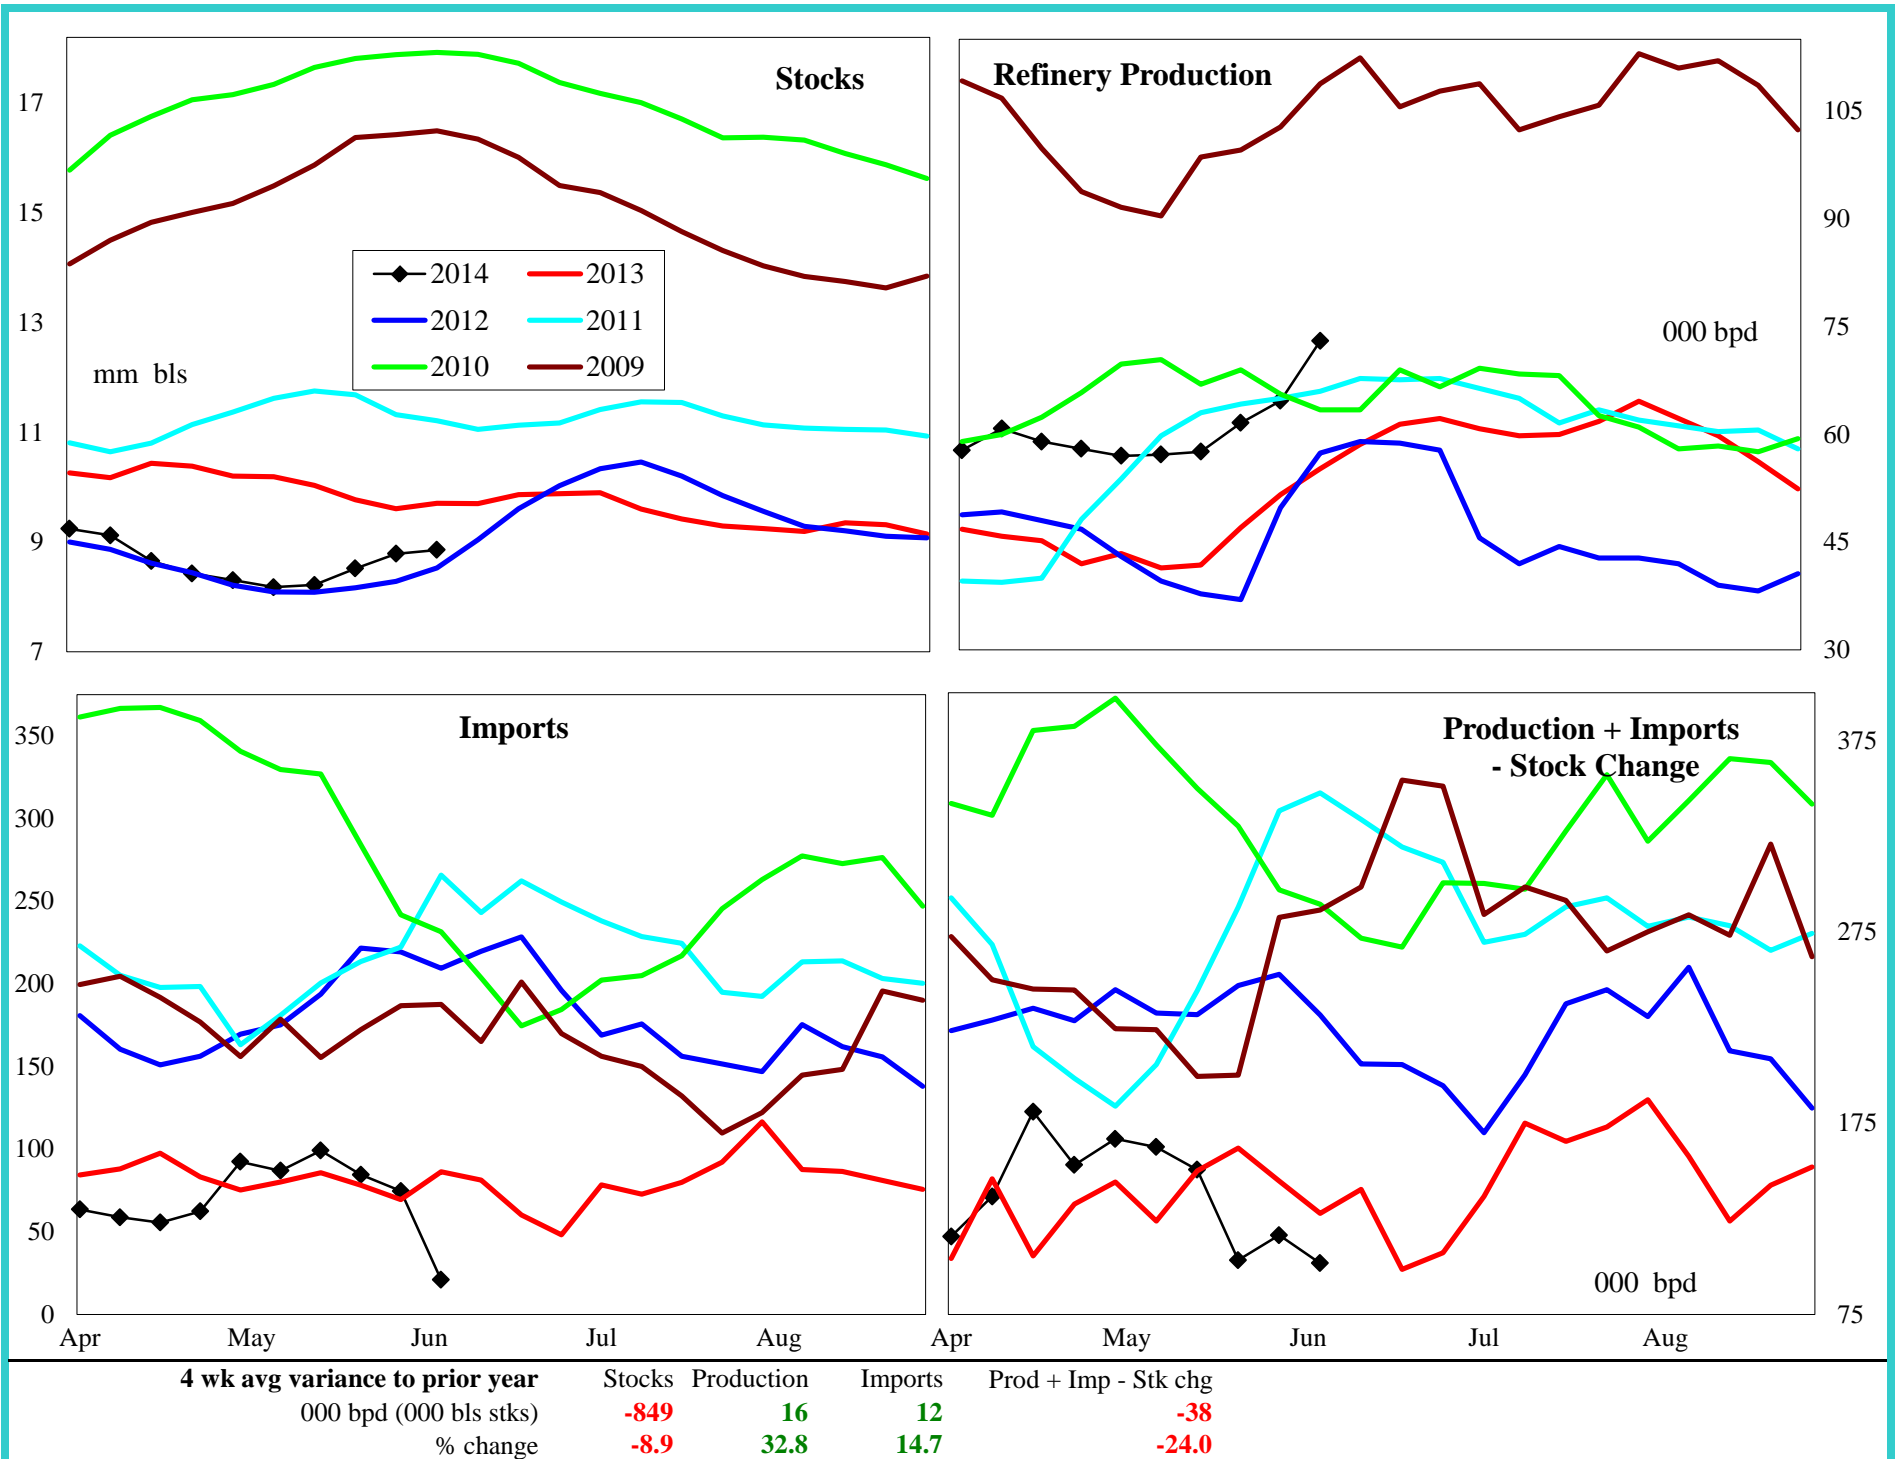 Stocks
17
15
13
11
9
7
mm bls
2014 2013
2012 2011
2010 2009
Refinery Production
000 bpd
105
90
75
60
45
30
Imports
350
300
250
200
150
100
50
0
Apr May Jun Jul Aug
Production + Imports
- Stock Change
000 bpd
375
275
175
75
Apr May Jun Jul Aug
4 wk avg variance to prior year Stocks Production Imports Prod + Imp - Stk chg
000 bpd (000 bls stks) -849 16 12 -38
% change -8.9 32.8 14.7 -24.0